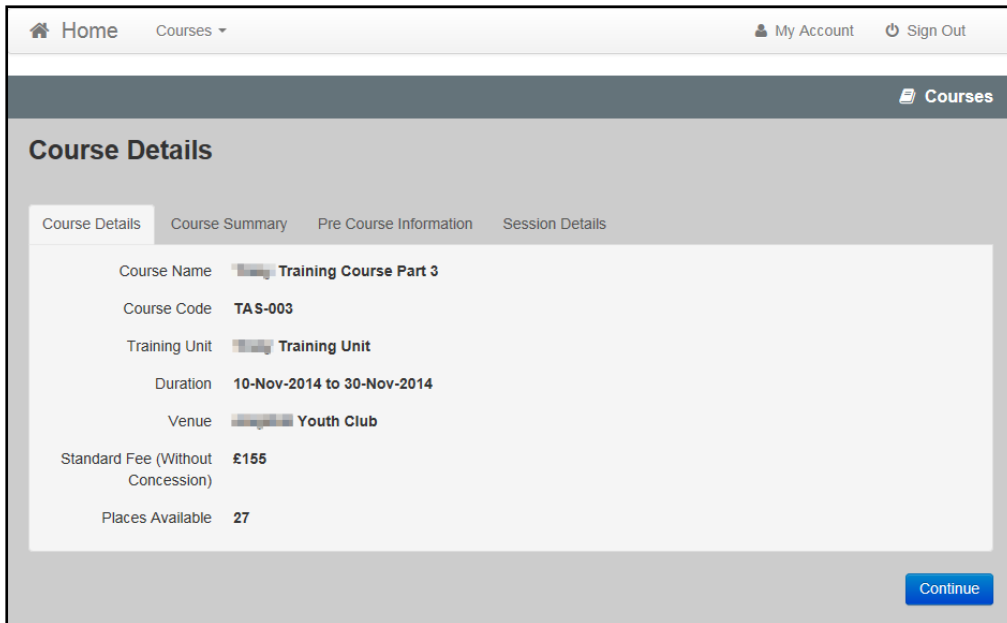 Home Courses My Account Sign Out
Courses
Course Details
Course Details Course Summary Pre Course Information Session Details
Course Name Training Course Part 3
Course Code TAS-003
Training Unit Training Unit
Duration 10-Nov-2014 to 30-Nov-2014
Venue Youth Club
Standard Fee (Without £155
Concession)
Places Available 27
Continue